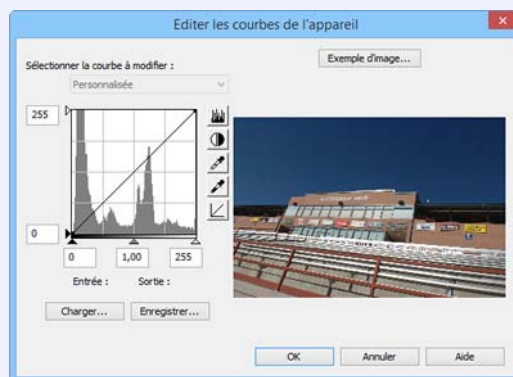 Editer les courbes de l'appareil
Exemple d'image...
Sélectionner la courbe à modifier :
Personnalisée
255
0
0 1,00 255
Entrée : Sortie :
Charger... Enregistrer...
OK Annuler Aide